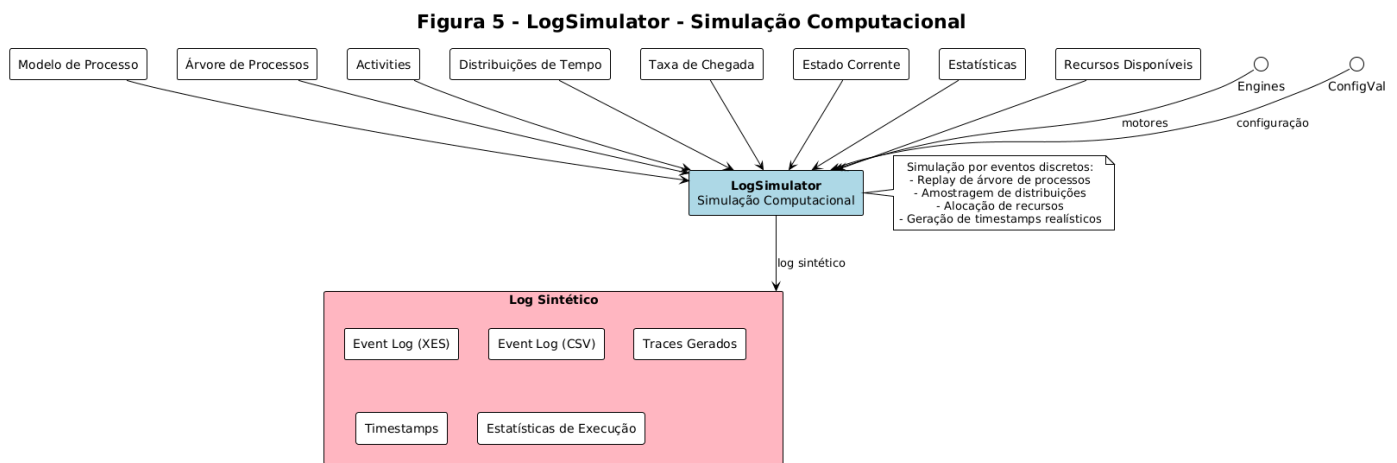 Figura 5 - LogSimulator - Simulação Computacional
Modelo de Processo
Árvore de Processos
Activities
Distribuições de Tempo
Taxa de Chegada
Estado Corrente
Estatísticas
Recursos Disponíveis
Engines
ConfigVal
motores
configuração
LogSimulator
Simulação Computacional
Simulação por eventos discretos:
- Replay de árvore de processos
- Amostragem de distribuições
- Alocação de recursos
- Geração de timestamps realísticos
log sintético
Log Sintético
Event Log (XES)
Event Log (CSV)
Traces Gerados
Timestamps
Estatísticas de Execução